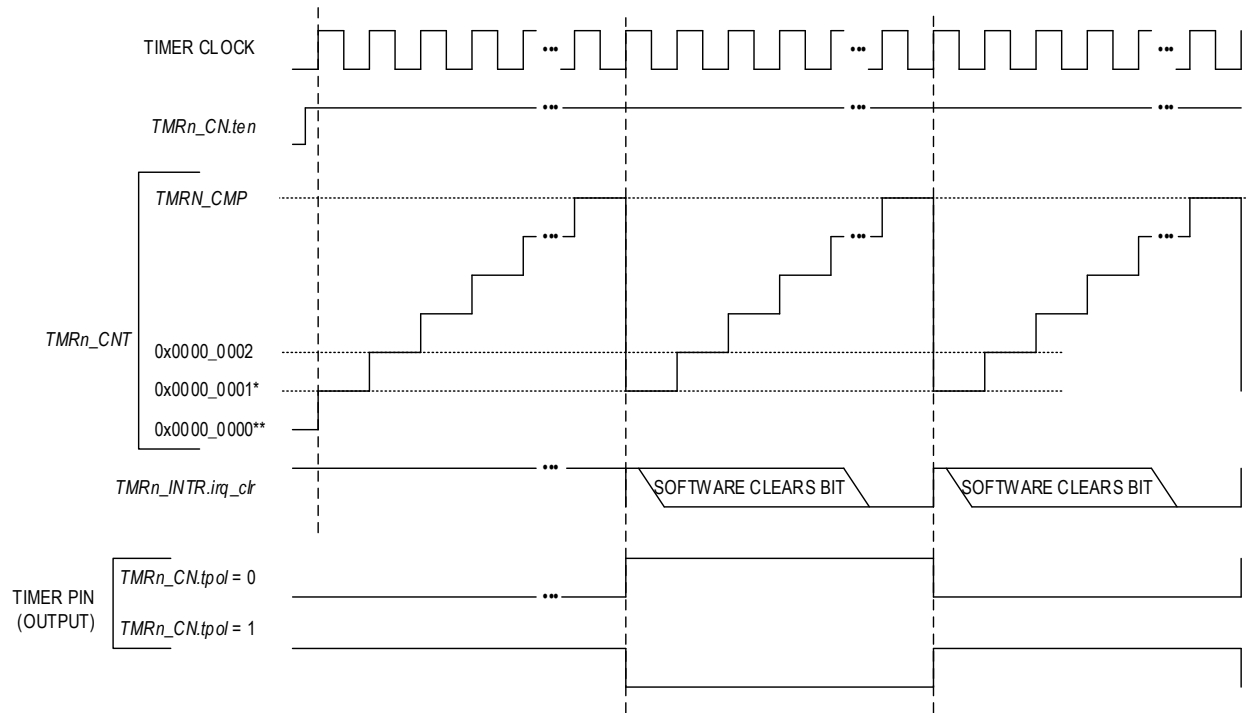 TIMER CLOCK
TMRn_CN.ten
TMRN_CMP
TMRn_CNT
0x0000_0002
0x0000_0001*
0x0000_0000**
TMRn_INTR.irq_clr
SOFTWARE CLEARS BIT
SOFTWARE CLEARS BIT
TIMER PIN
(OUTPUT)
TMRn_CN.tpol = 0
TMRn_CN.tpol = 1